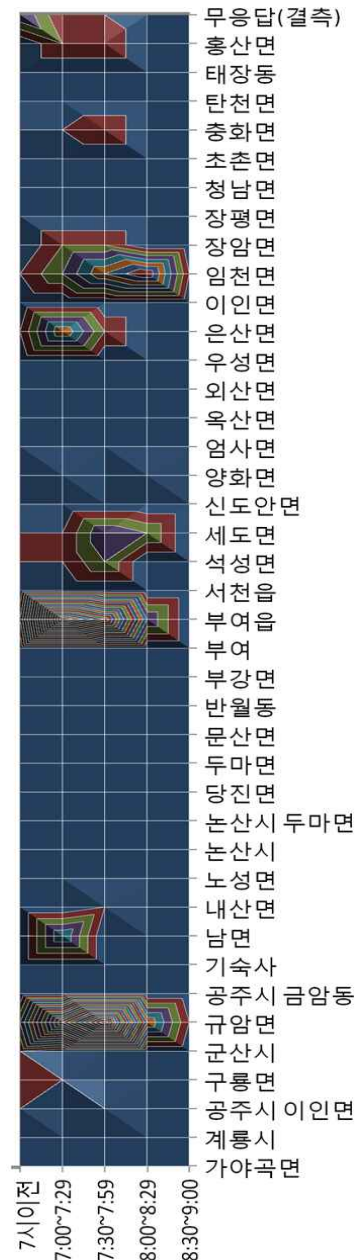 무응답(결측)
홍산면
태장동
탄천면
충화면
초촌면
청남면
장평면
장암면
임천면
이인면
은산면
우성면
외산면
옥산면
엄사면
양화면
신도안면
세도면
석성면
서천읍
부여읍
부여
부강면
반월동
문산면
두마면
당진면
논산시 두마면
논산시
노성면
내산면
남면
기숙사
공주시 금암동
규암면
군산시
구룡면
공주시 이인면
계룡시
가야곡면
7시이전
7:00~7:29
7:30~7:59
8:00~8:29
8:30~9:00